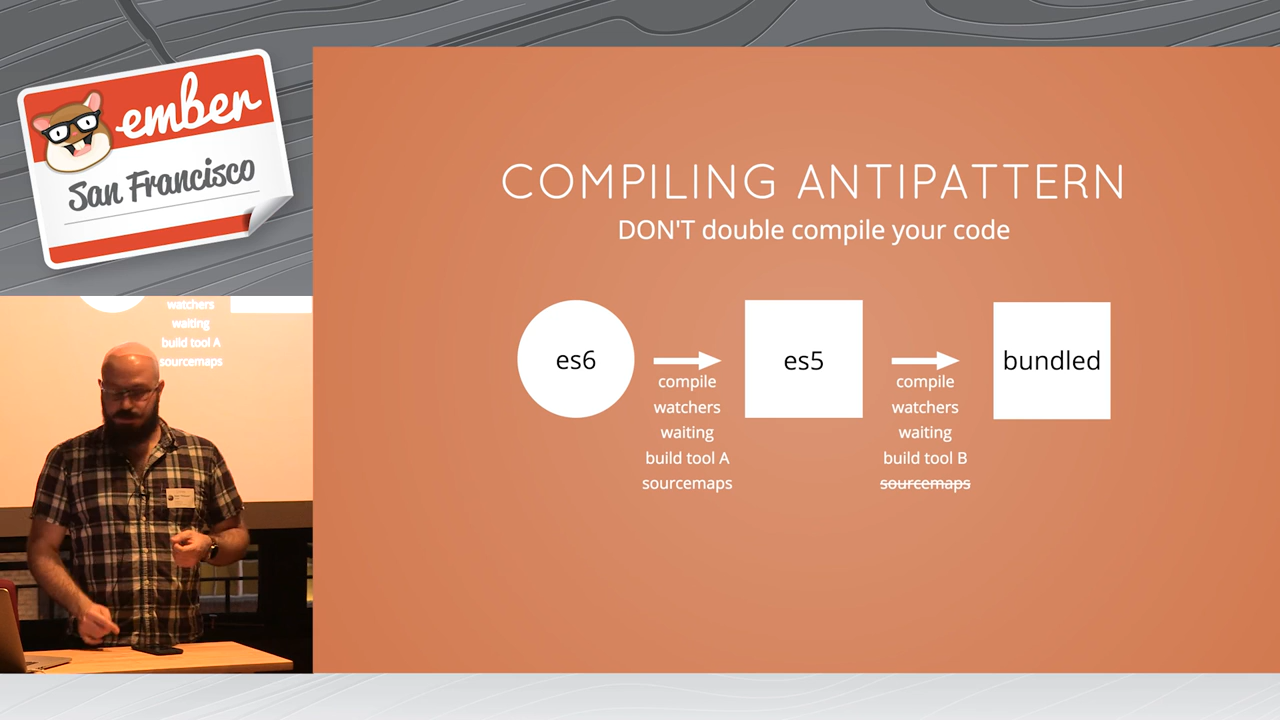 ember
San Francisco
COMPILING ANTIPATTERN
DON'T double compile your code
es6
compile
watchers
waiting
build tool A
sourcemaps
es5
compile
watchers
waiting
build tool B
sourcemaps
bundled
watchers
waiting
build tool A
sourcemaps